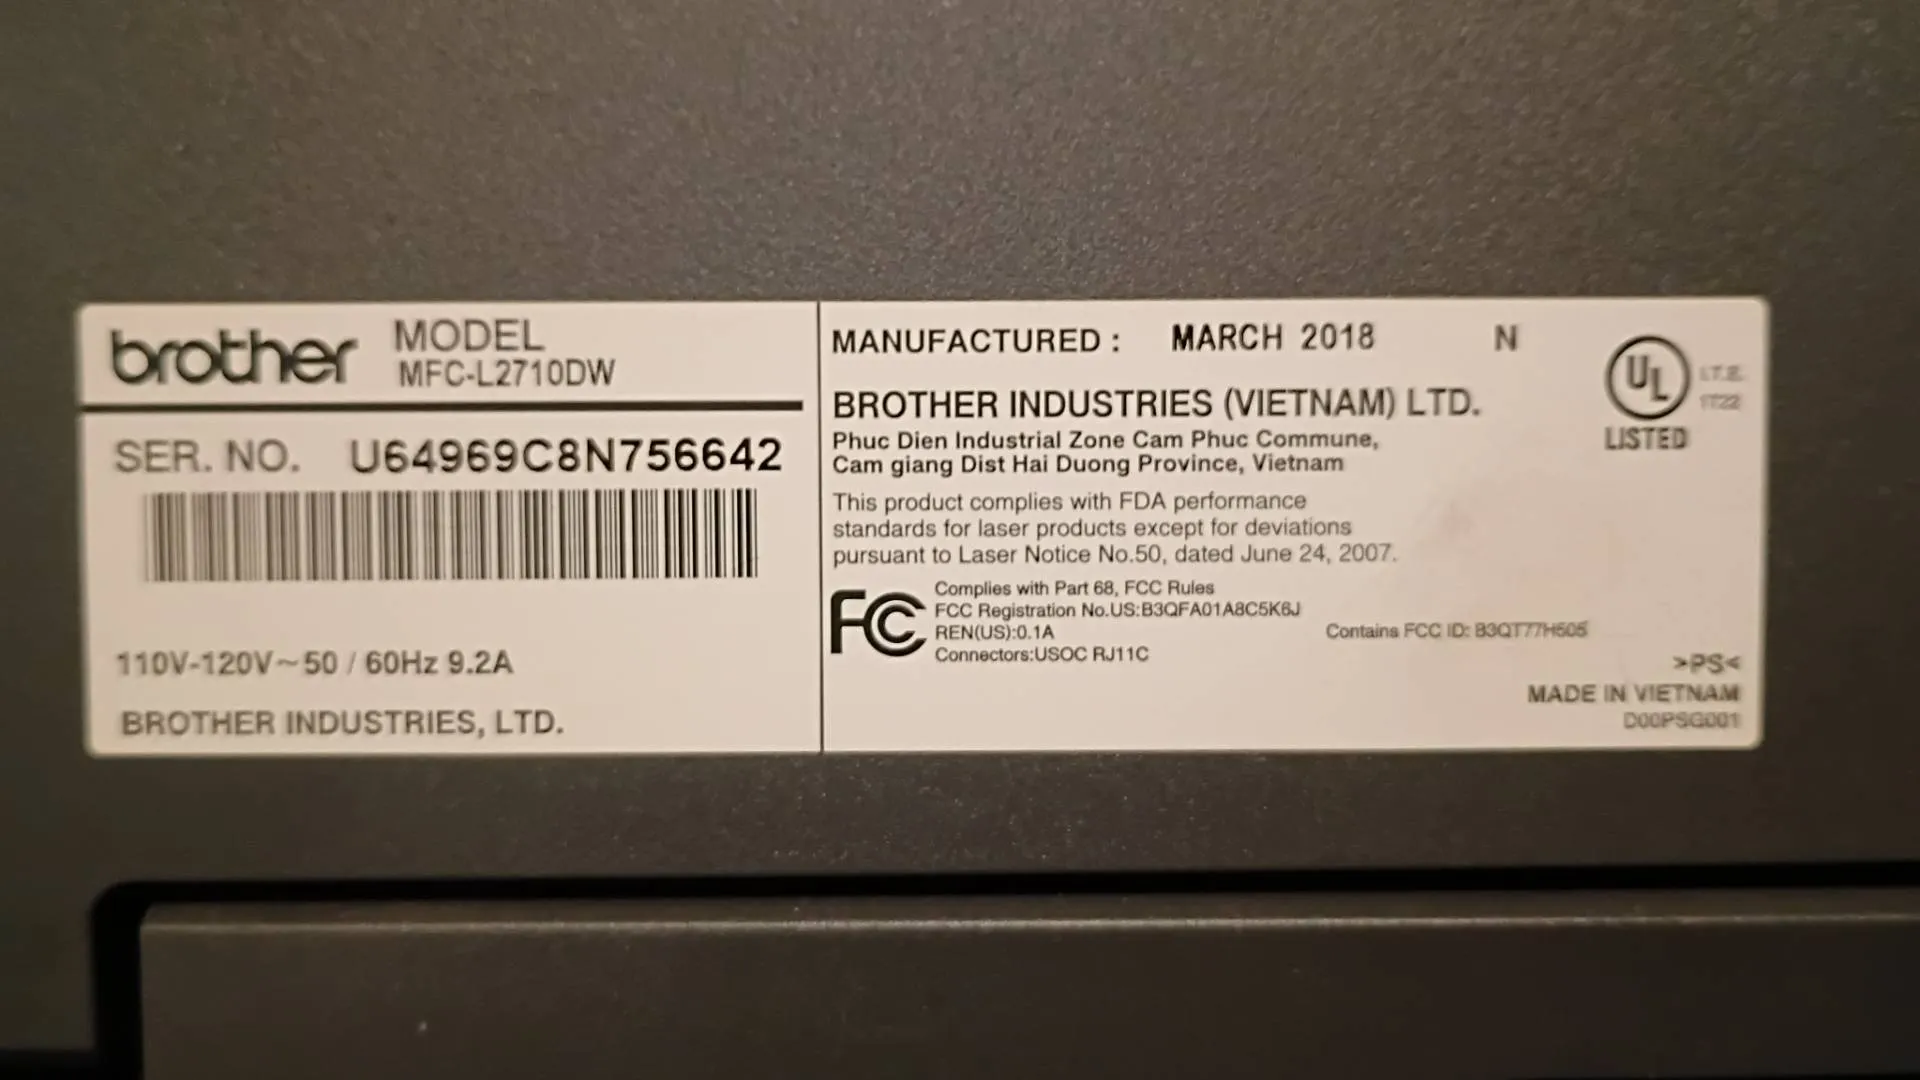 brother
MODEL
MFC-L2710DW
SER. NO. U64969C8N756642
110V-120V~50 / 60Hz 9.2A
BROTHER INDUSTRIES, LTD.
MANUFACTURED : MARCH 2018 N
BROTHER INDUSTRIES (VIETNAM) LTD.
Phuc Dien Industrial Zone Cam Phuc Commune,
Cam giang Dist Hai Duong Province, Vietnam
This product complies with FDA performance
standards for laser products except for deviations
pursuant to Laser Notice No.50, dated June 24, 2007.
FC
Complies with Part 68, FCC Rules
FCC Registration No.US:B3QFA01A8C5K6J
REN(US):0.1A
Connectors:USOC RJ11C
Contains FCC ID: B3QT77H505
UL
I.T.E.
1T22
LISTED
>PS<
MADE IN VIETNAM
D00PSG001